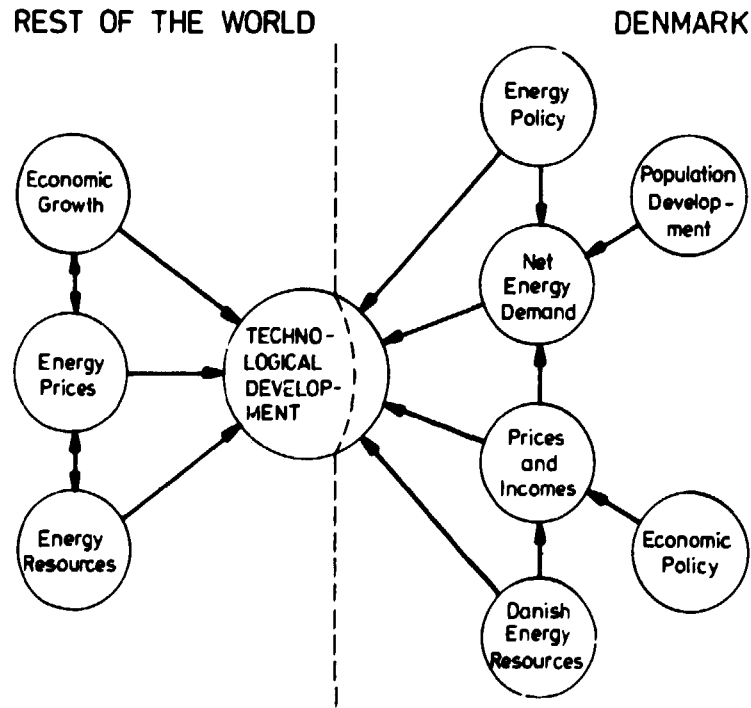 REST OF THE WORLD
DENMARK
Economic
Growth
Energy
Prices
Energy
Resources
TECHNO-
LOGICAL
DEVELOP-
MENT
Energy
Policy
Population
Develop-
ment
Net
Energy
Demand
Prices
and
Incomes
Economic
Policy
Danish
Energy
Resources